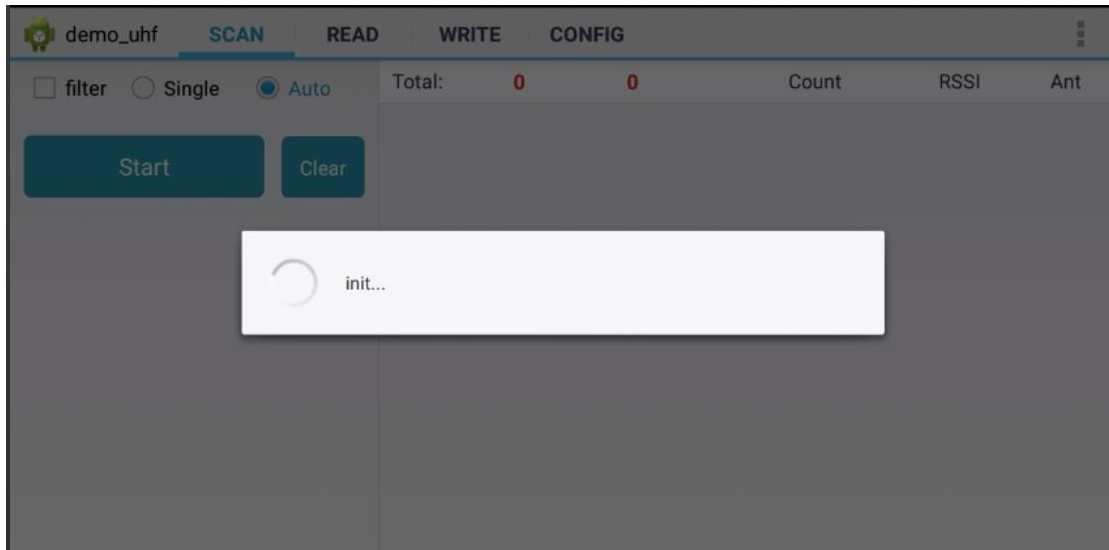 demo_uhf SCAN READ WRITE CONFIG
filter Single Auto Total: 0 0 Count RSSI Ant
Start Clear
init...